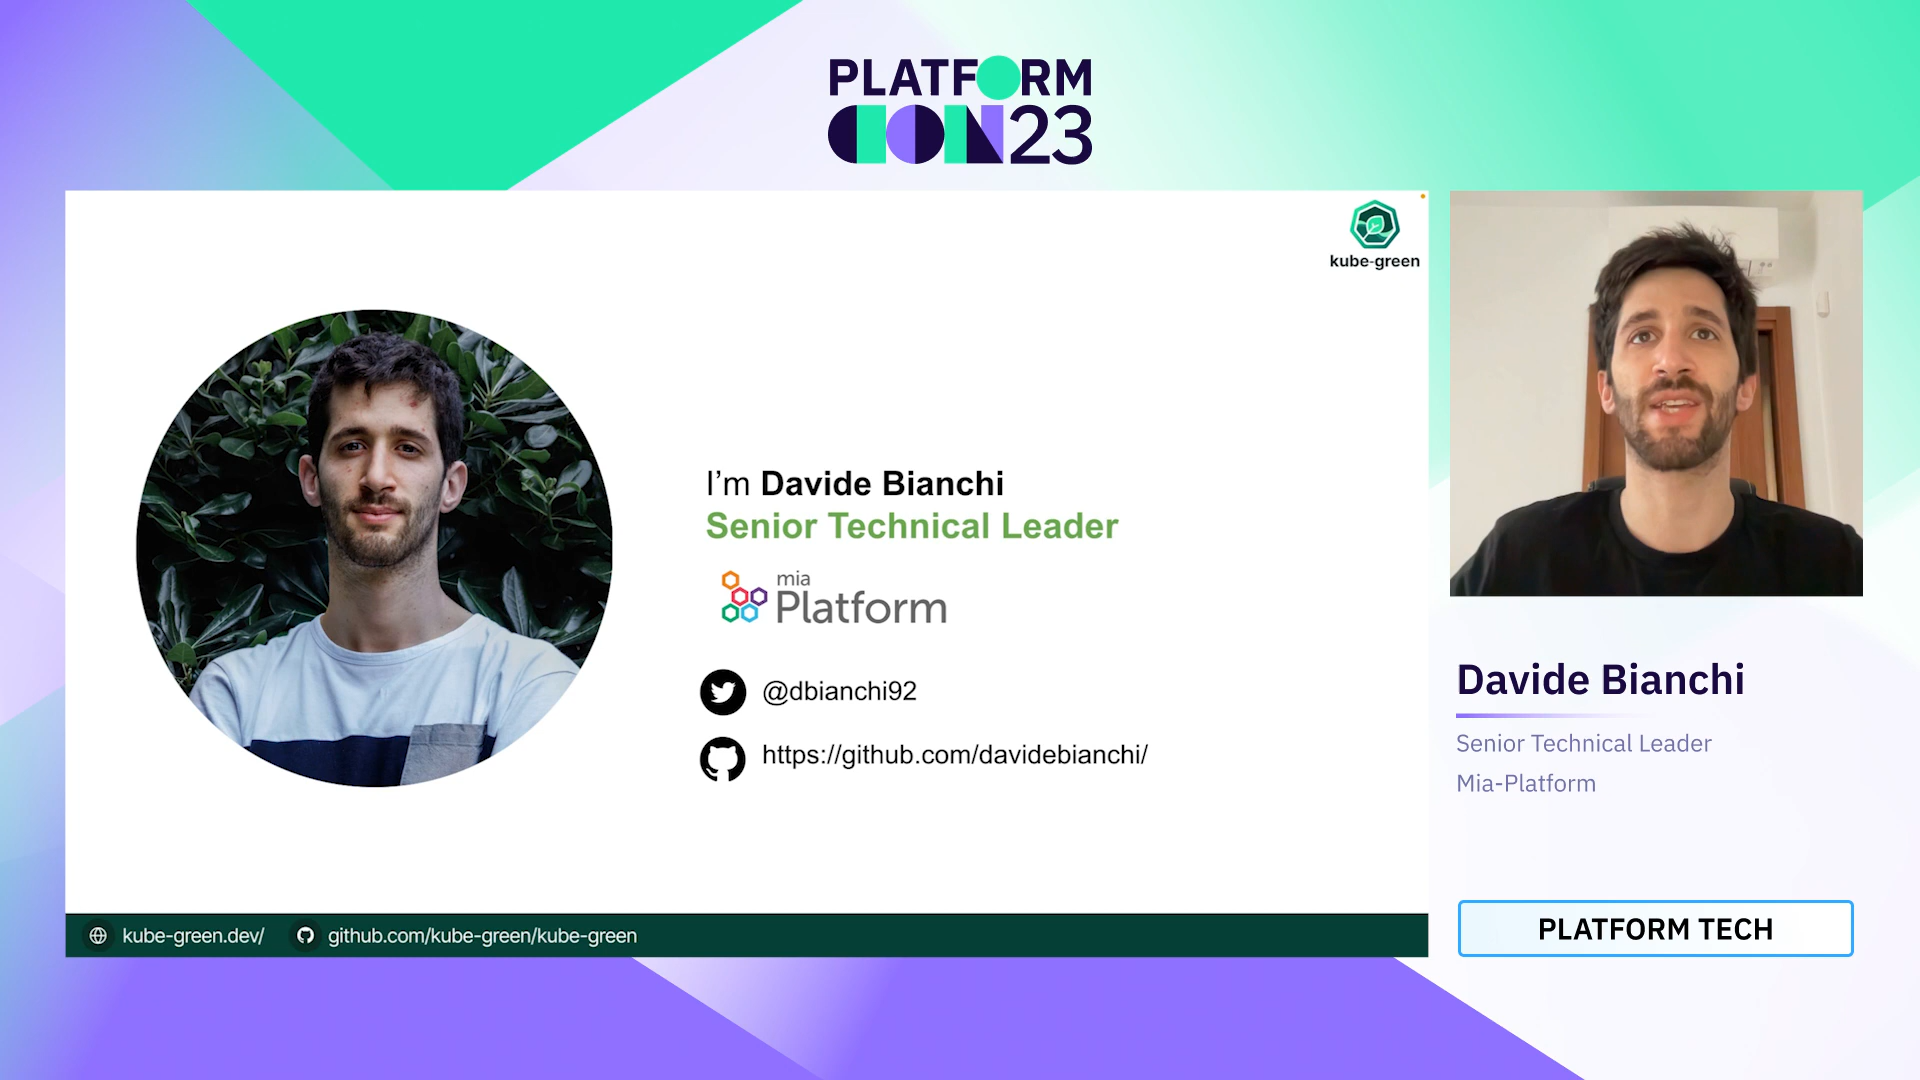 PLATFORM
CON23
kube-green
I’m Davide Bianchi
Senior Technical Leader
mia
Platform
@dbianchi92
https://github.com/davidebianchi/
kube-green.dev/ github.com/kube-green/kube-green
Davide Bianchi
Senior Technical Leader
Mia-Platform
PLATFORM TECH